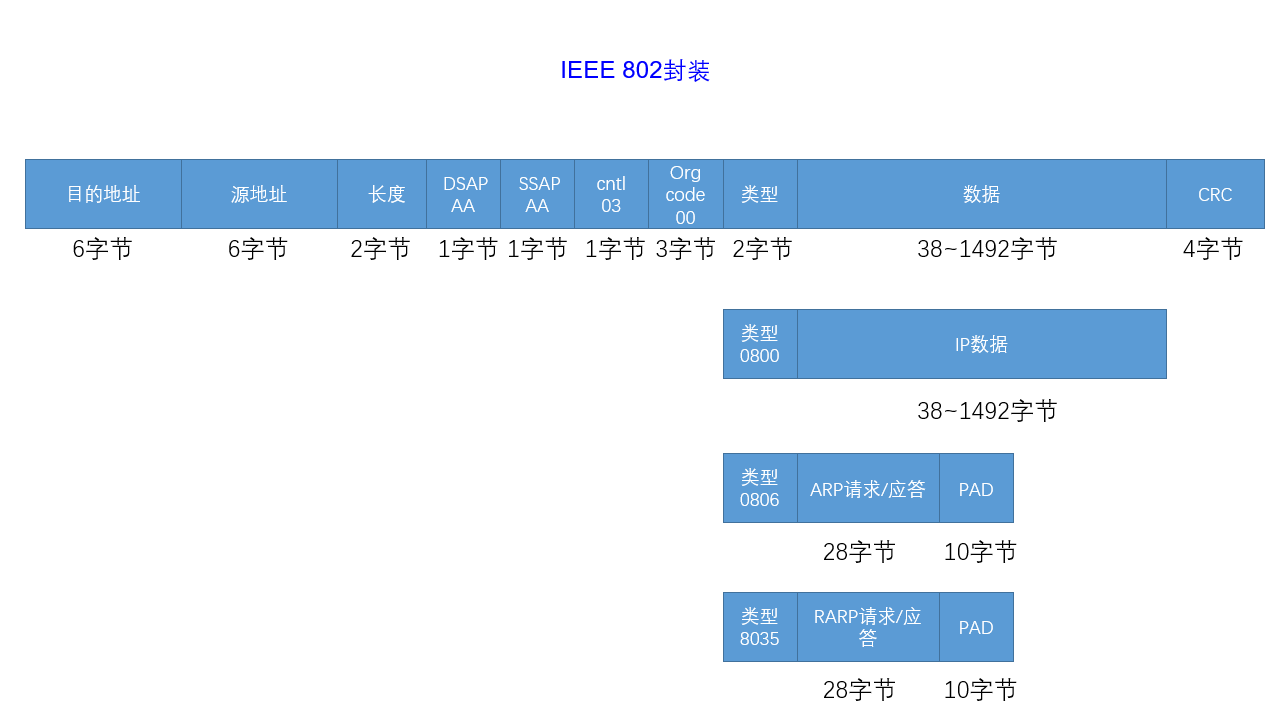 IEEE 802封装
目的地址
源地址
长度
DSAP
AA
SSAP
AA
cntl
03
Org
code
00
类型
数据
CRC
6字节
6字节
2字节
1字节
1字节
1字节
3字节
2字节
38~1492字节
4字节
类型
0800
IP数据
38~1492字节
类型
0806
ARP请求/应答
PAD
28字节
10字节
类型
8035
RARP请求/应
答
PAD
28字节
10字节